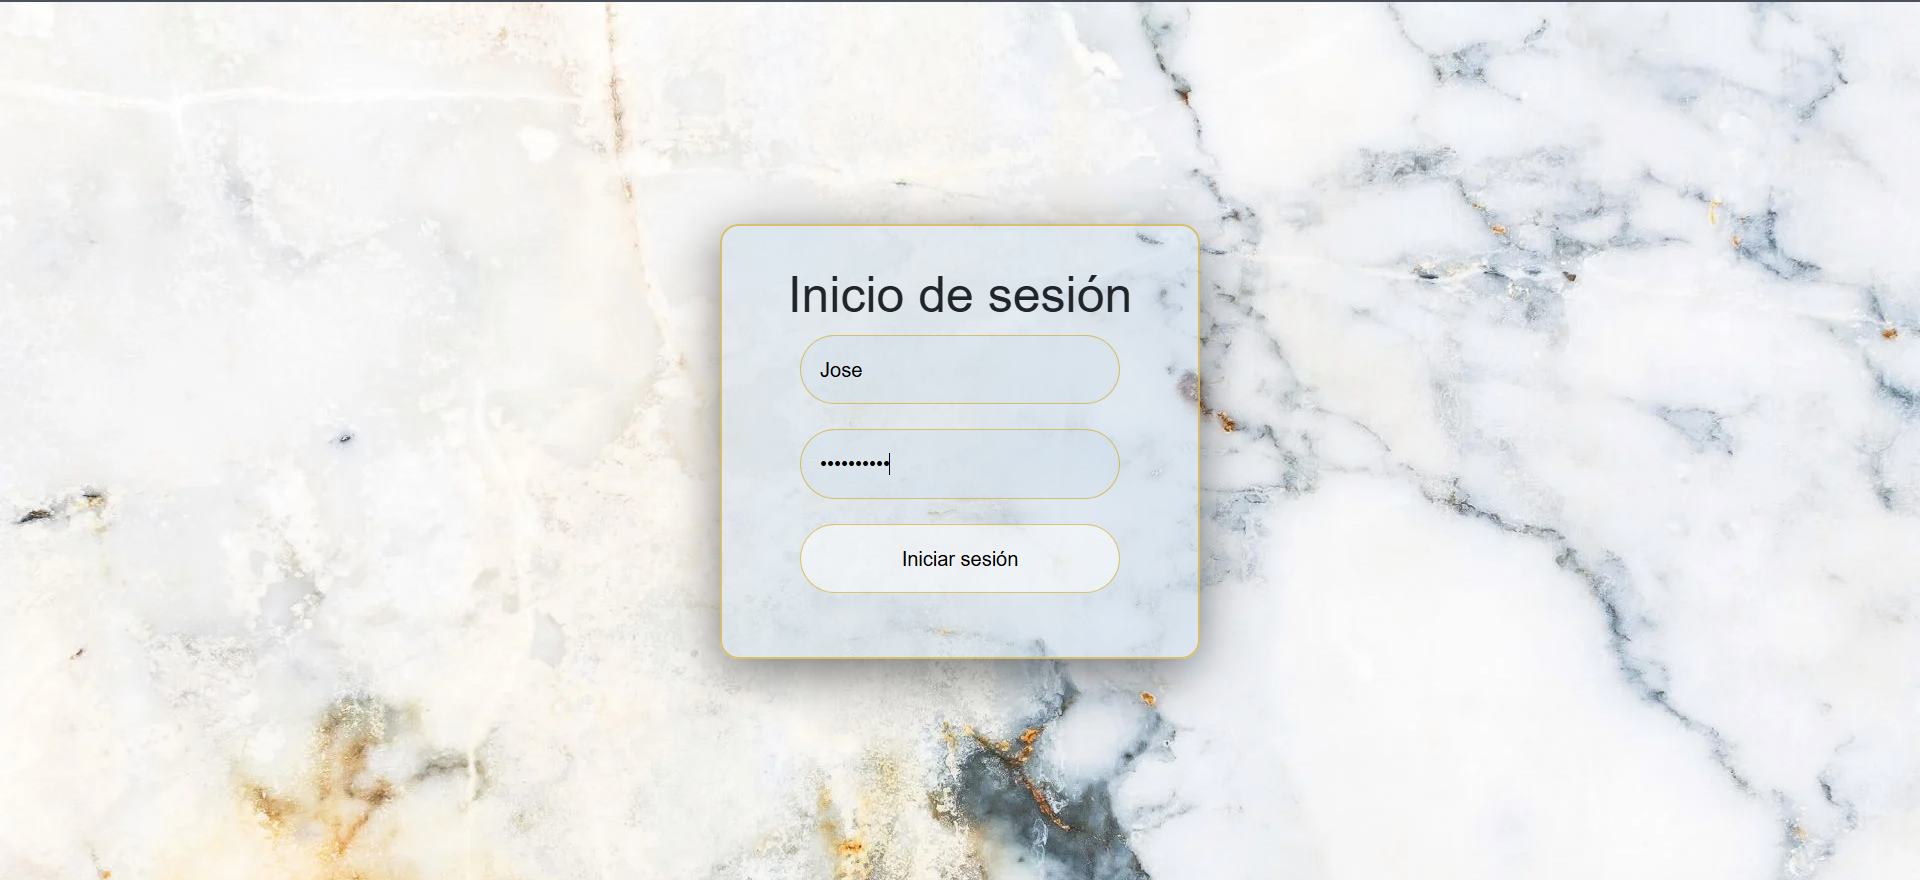 Inicio de sesión
Jose
••••••••••
Iniciar sesión